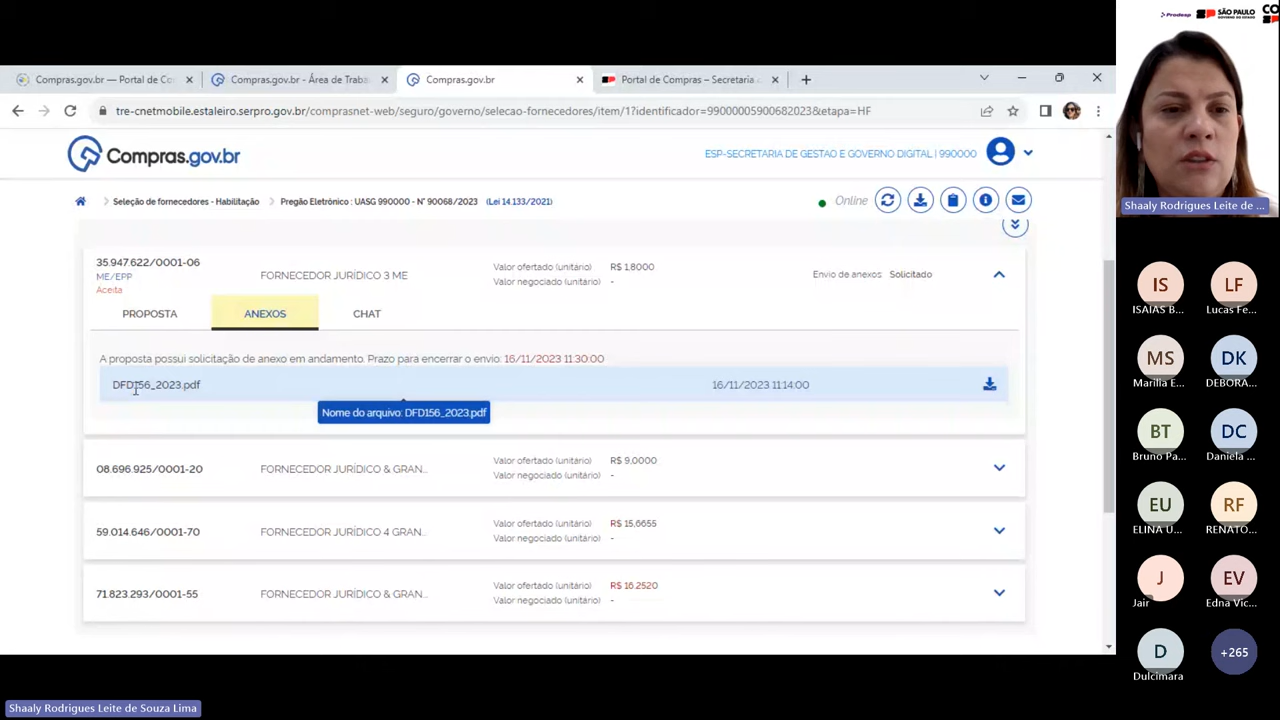 Prodesp SÃO PAULO GOVERNO DO ESTADO CO
Compras.gov.br — Portal de Co
Compras.gov.br - Área de Traba
Compras.gov.br
Portal de Compras – Secretaria
tre-cnetmobile.estaleiro.serpro.gov.br/comprasnet-web/seguro/governo/selecao-fornecedores/item/1?identificador=99000005900682023&etapa=HF
Compras.gov.br
ESP-SECRETARIA DE GESTAO E GOVERNO DIGITAL | 990000
Shaaly Rodrigues Leite de ...
Seleção de fornecedores - Habilitação
Pregão Eletrônico : UASG 990000 - N° 90068/2023 (Lei 14.133/2021)
Online
35.947.622/0001-06
ME/EPP
Aceita
FORNECEDOR JURÍDICO 3 ME
Valor ofertado (unitário) R$ 1,8000
Valor negociado (unitário) -
Envio de anexos: Solicitado
PROPOSTA
ANEXOS
CHAT
A proposta possui solicitação de anexo em andamento. Prazo para encerrar o envio: 16/11/2023 11:30:00
DFD156_2023.pdf
16/11/2023 11:14:00
Nome do arquivo: DFD156_2023.pdf
08.696.925/0001-20
FORNECEDOR JURÍDICO & GRAN...
Valor ofertado (unitário) R$ 9,0000
Valor negociado (unitário) -
59.014.646/0001-70
FORNECEDOR JURÍDICO 4 GRAN...
Valor ofertado (unitário) R$ 15,6655
Valor negociado (unitário) -
71.823.293/0001-55
FORNECEDOR JURÍDICO & GRAN...
Valor ofertado (unitário) R$ 16,2520
Valor negociado (unitário) -
IS
ISAIAS B...
LF
Lucas Fe...
MS
Marilia E...
DK
DEBORA...
BT
Bruno Pa...
DC
Daniela ...
EU
ELINA U...
RF
RENATO...
J
Jair
EV
Edna Vic...
D
Dulcimara
+265
Shaaly Rodrigues Leite de Souza Lima